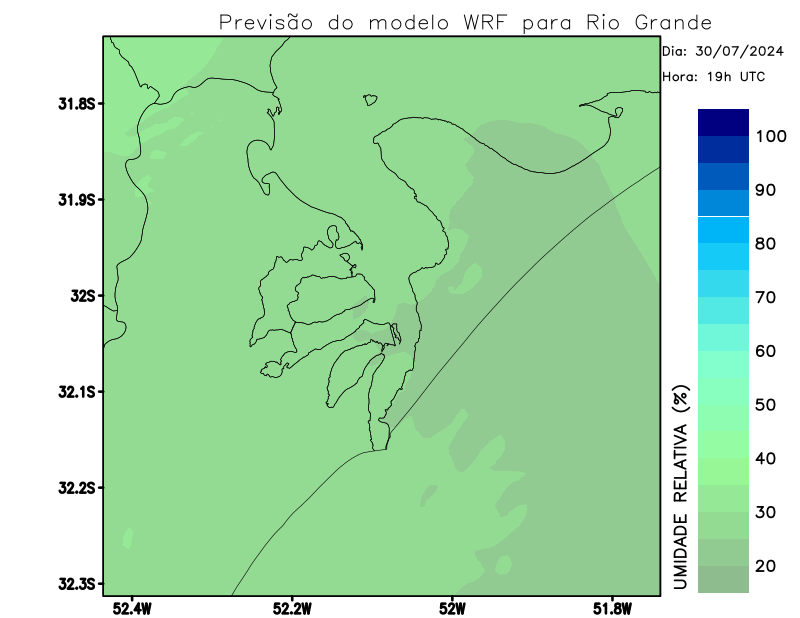 Previsão do modelo WRF para Rio Grande
Dia: 30/07/2024
Hora: 19h UTC
31.8S
31.9S
32S
32.1S
32.2S
32.3S
52.4W
52.2W
52W
51.8W
100
90
80
70
60
50
40
30
20
UMIDADE RELATIVA (%)